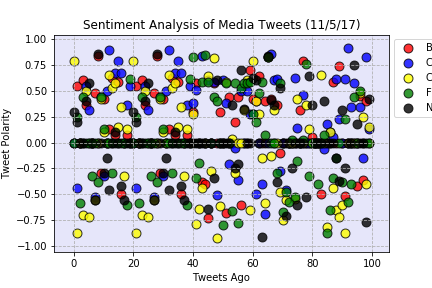 Sentiment Analysis of Media Tweets (11/5/17)
1.00
0.75
0.50
0.25
0.00
−0.25
−0.50
−0.75
−1.00
Tweet Polarity
0
20
40
60
80
100
Tweets Ago
B
C
C
F
N